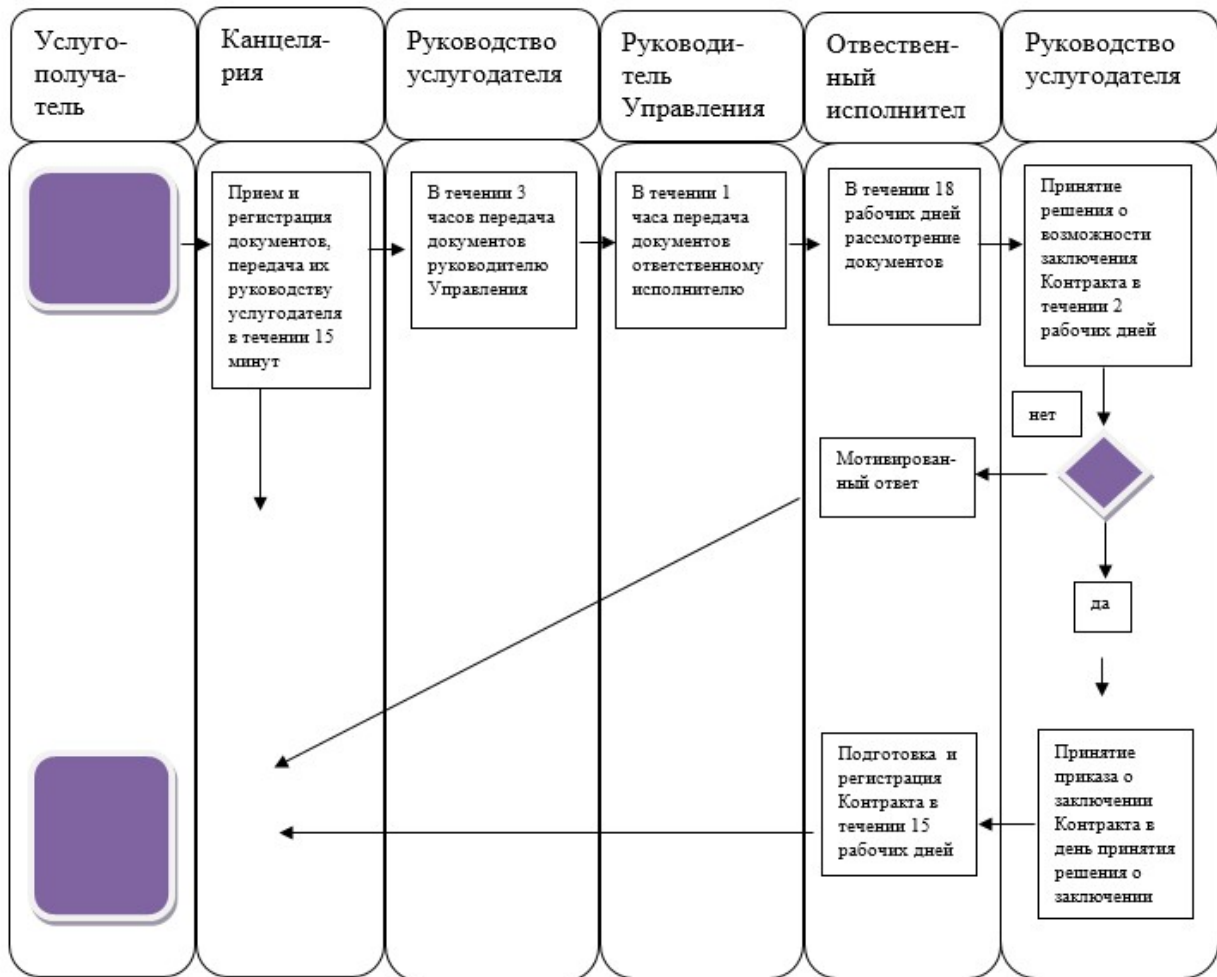 Услуго-
получа-
тель
Канцеля-
рия
Руководство
услугодателя
Руководи-
тель
Управления
Отвествен-
ный
исполнител
Руководство
услугодателя
Прием и
регистрация
документов,
передача их
руководству
услугодателя
в течении 15
минут
В течении 3
часов передача
документов
руководителю
Управления
В течении 1
часа передача
документов
ответственному
исполнителю
В течении 18
рабочих дней
рассмотрение
документов
Принятие
решения о
возможности
заключения
Контракта в
течении 2
рабочих дней
нет
Мотивирован-
ный ответ
да
Подготовка и
регистрация
Контракта в
течении 15
рабочих дней
Принятие
приказа о
заключении
Контракта в
день принятия
решения о
заключении